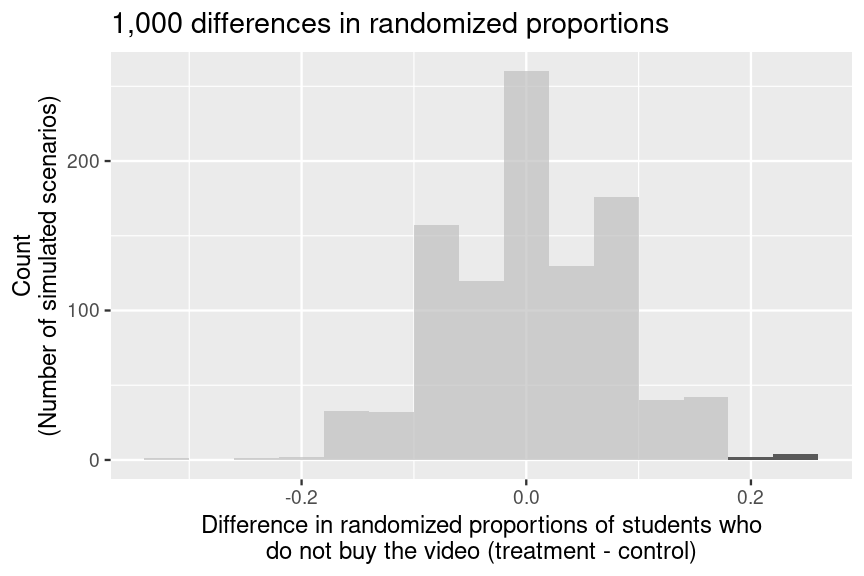 1,000 differences in randomized proportions
Count
(Number of simulated scenarios)
200
100
0
-0.2
0.0
0.2
Difference in randomized proportions of students who
do not buy the video (treatment - control)